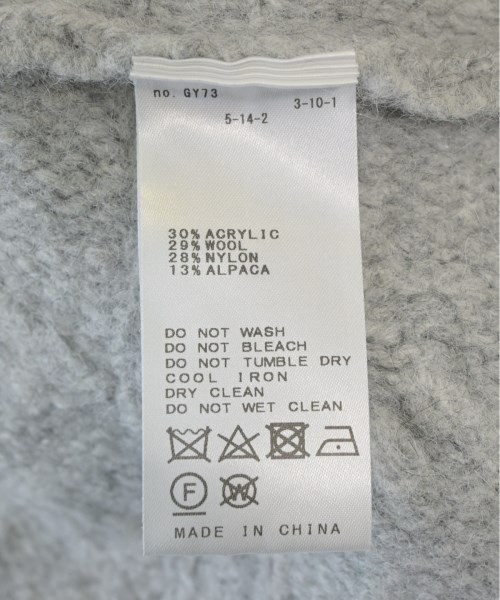 no. GY73
3-10-1
5-14-2
30% ACRYLIC
29% WOOL
28% NYLON
13% ALPACA
DO NOT WASH
DO NOT BLEACH
DO NOT TUMBLE DRY
COOL IRON
DRY CLEAN
DO NOT WET CLEAN
F W
MADE IN CHINA